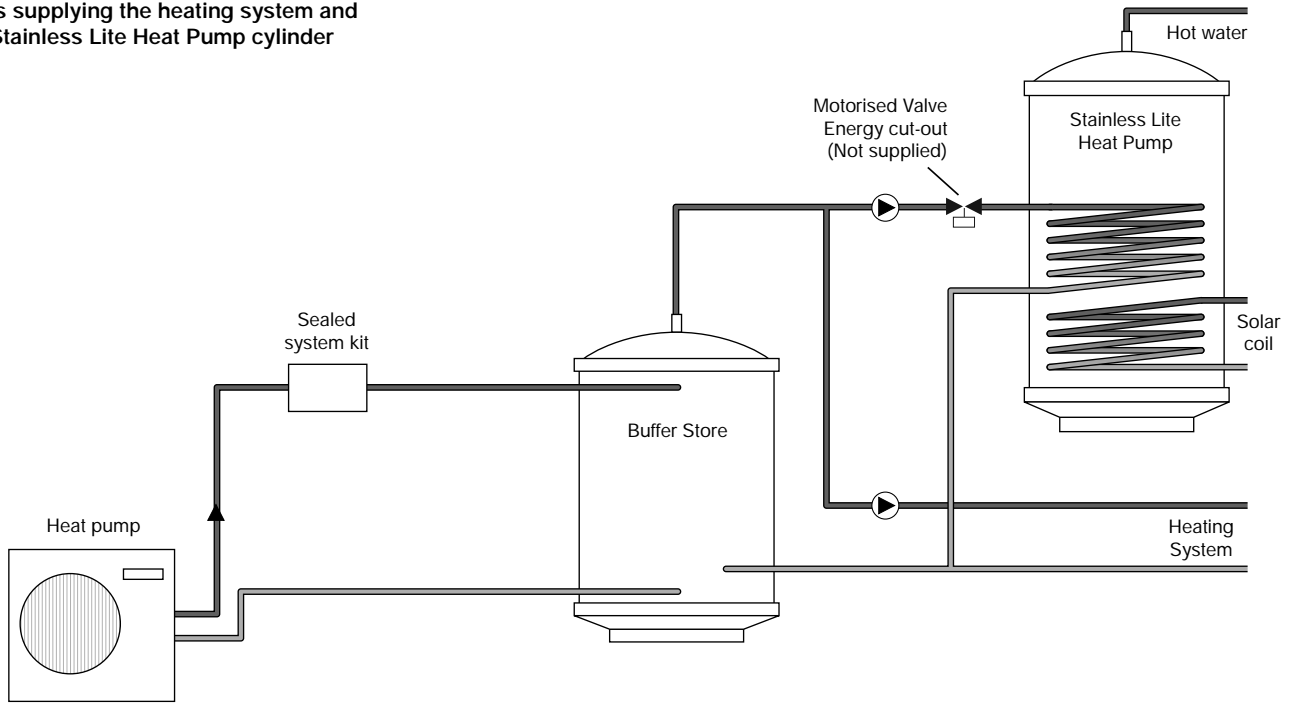 s supplying the heating system and
Stainless Lite Heat Pump cylinder
Hot water
Motorised Valve
Energy cut-out
(Not supplied)
Stainless Lite
Heat Pump
Sealed
system kit
Solar
coil
Buffer Store
Heat pump
Heating
System